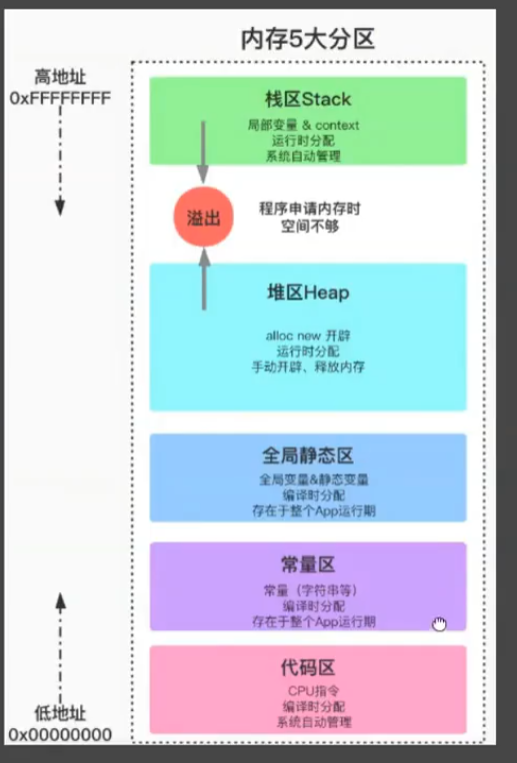 内存5大分区
高地址
0xFFFFFFFF
栈区Stack
局部变量 & context
运行时分配
系统自动管理
溢出
程序申请内存时
空间不够
堆区Heap
alloc new 开辟
运行时分配
手动开辟、释放内存
全局静态区
全局变量&静态变量
编译时分配
存在于整个App运行期
常量区
常量（字符串等）
编译时分配
存在于整个App运行期
代码区
CPU指令
编译时分配
系统自动管理
低地址
0x00000000